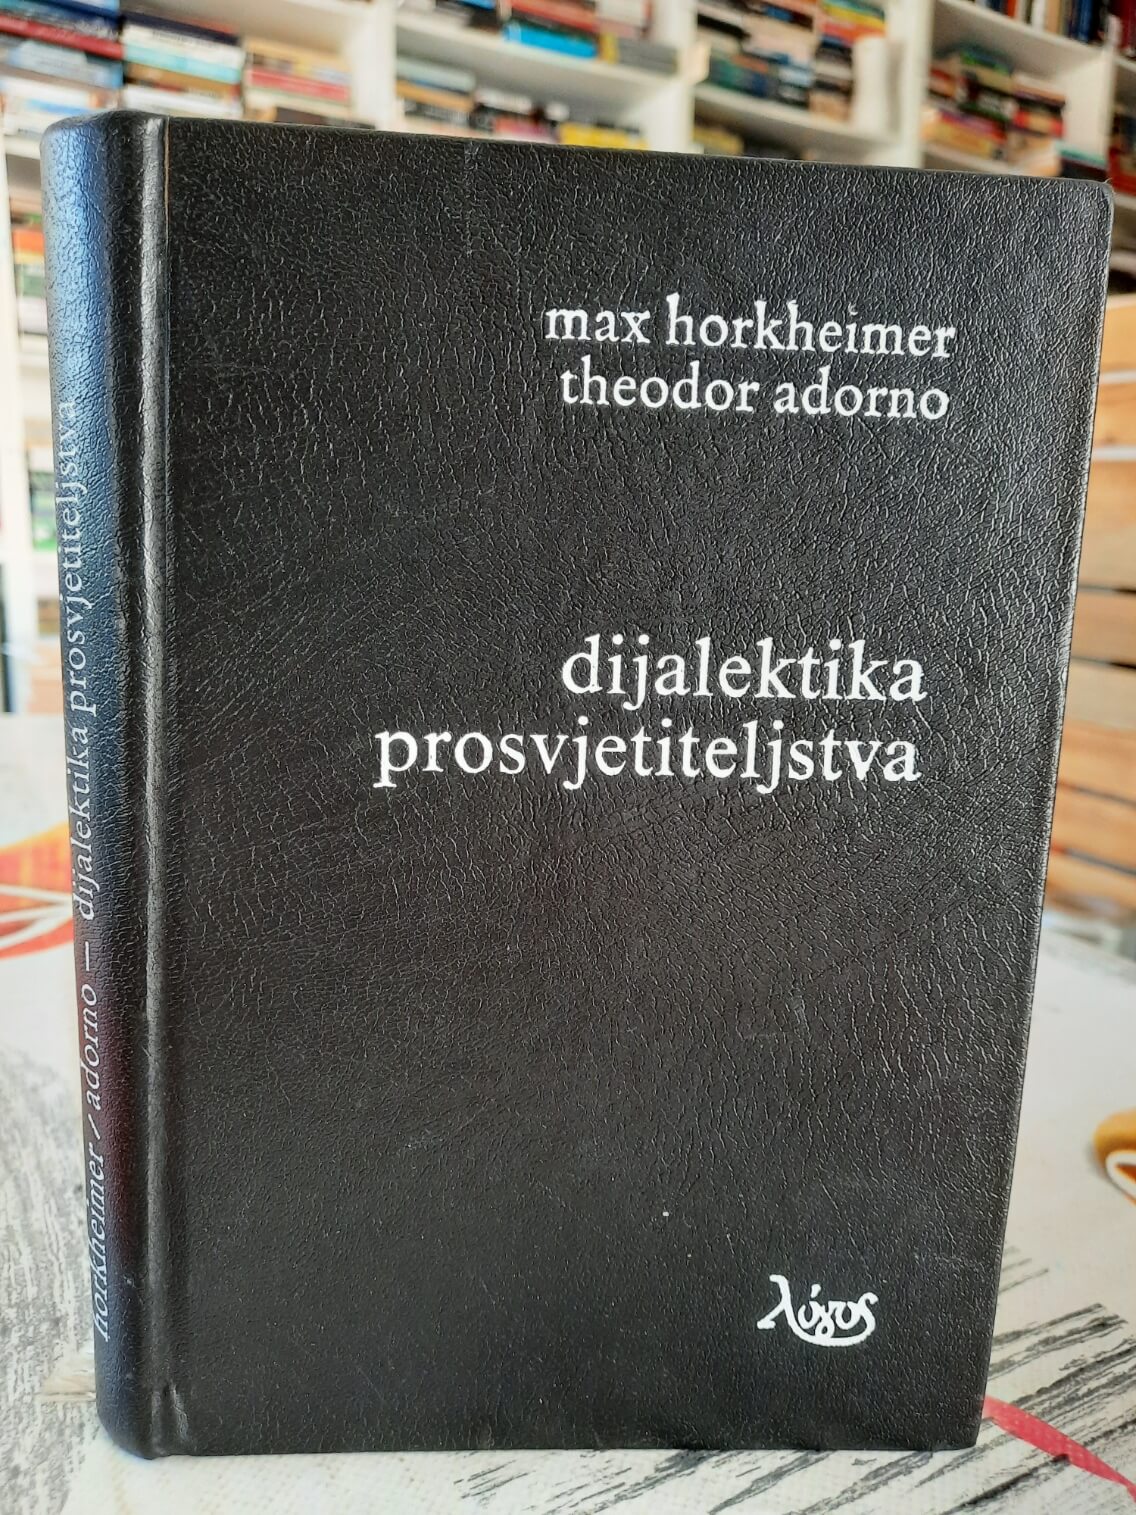 max horkheimer
theodor adorno
dijalektika
prosvjetiteljstva
λόγος
horkheimer / adorno — dijalektika prosvjetiteljstva